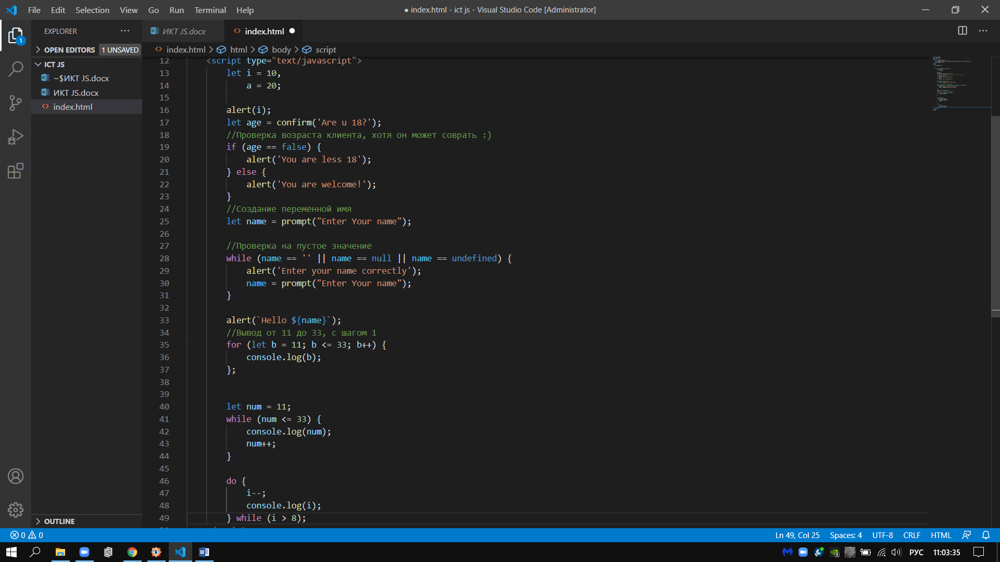 File Edit Selection View Go Run Terminal Help
● index.html - ict js - Visual Studio Code [Administrator]
EXPLORER
ИКТ JS.docx
index.html
OPEN EDITORS 1 UNSAVED
index.html > html > body > script
ICT JS
~$ИКТ JS.docx
ИКТ JS.docx
index.html
1
12 <script type="text/javascript">
13 let i = 10,
14 a = 20;
15
16 alert(i);
17 let age = confirm('Are u 18?');
18 //Проверка возраста клиента, хотя он может соврать :)
19 if (age == false) {
20 alert('You are less 18');
21 } else {
22 alert('You are welcome!');
23 }
24 //Создание переменной имя
25 let name = prompt("Enter Your name");
26
27 //Проверка на пустое значение
28 while (name == '' || name == null || name == undefined) {
29 alert('Enter your name correctly');
30 name = prompt("Enter Your name");
31 }
32
33 alert(`Hello ${name}`);
34 //Вывод от 11 до 33, с шагом 1
35 for (let b = 11; b <= 33; b++) {
36 console.log(b);
37 };
38
39
40 let num = 11;
41 while (num <= 33) {
42 console.log(num);
43 num++;
44 }
45
46 do {
47 i--;
48 console.log(i);
49 } while (i > 8);
OUTLINE
0 0
Ln 49, Col 25 Spaces: 4 UTF-8 CRLF HTML
РУС 11:03:35